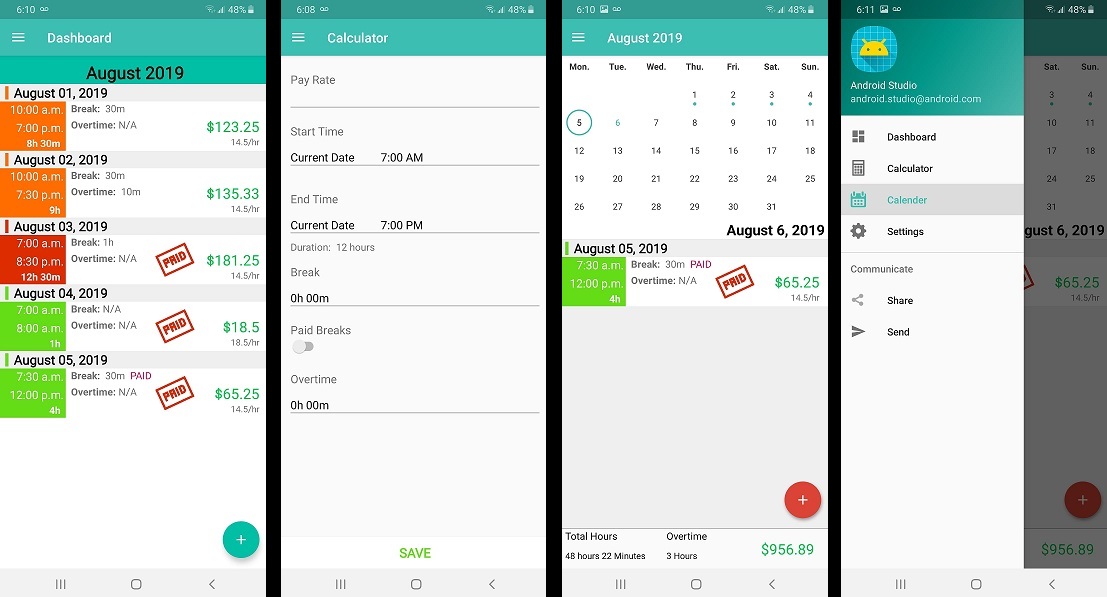 6:10
48%
Dashboard
August 2019
August 01, 2019
10:00 a.m. Break: 30m
Overtime: N/A
7:00 p.m. $123.25
8h 30m 14.5/hr
August 02, 2019
10:00 a.m. Break: 30m
Overtime: 10m
7:30 p.m. $135.33
9h 14.5/hr
August 03, 2019
7:00 a.m. Break: 1h
Overtime: N/A
8:30 p.m. PAID $181.25
12h 30m 14.5/hr
August 04, 2019
7:00 a.m. Break: N/A
Overtime: N/A
8:00 a.m. PAID $18.5
1h 18.5/hr
August 05, 2019
7:30 a.m. Break: 30m PAID
Overtime: N/A
12:00 p.m. PAID $65.25
4h 14.5/hr
+
6:08
48%
Calculator
Pay Rate
Start Time
Current Date 7:00 AM
End Time
Current Date 7:00 PM
Duration: 12 hours
Break
0h 00m
Paid Breaks
Overtime
0h 00m
SAVE
6:10
48%
August 2019
Mon. Tue. Wed. Thu. Fri. Sat. Sun.
1 2 3 4
5 6 7 8 9 10 11
12 13 14 15 16 17 18
19 20 21 22 23 24 25
26 27 28 29 30 31
August 6, 2019
August 05, 2019
7:30 a.m. Break: 30m PAID
Overtime: N/A
12:00 p.m. PAID $65.25
4h 14.5/hr
+
Total Hours Overtime
48 hours 22 Minutes 3 Hours $956.89
6:11
48%
Android Studio
android.studio@android.com
Dashboard
Calculator
Calender
Settings
Communicate
Share
Send
Sat. Sun.
3 4
10 11
17 18
24 25
31
gust 6, 2019
$65.25
14.5/hr
+
$956.89